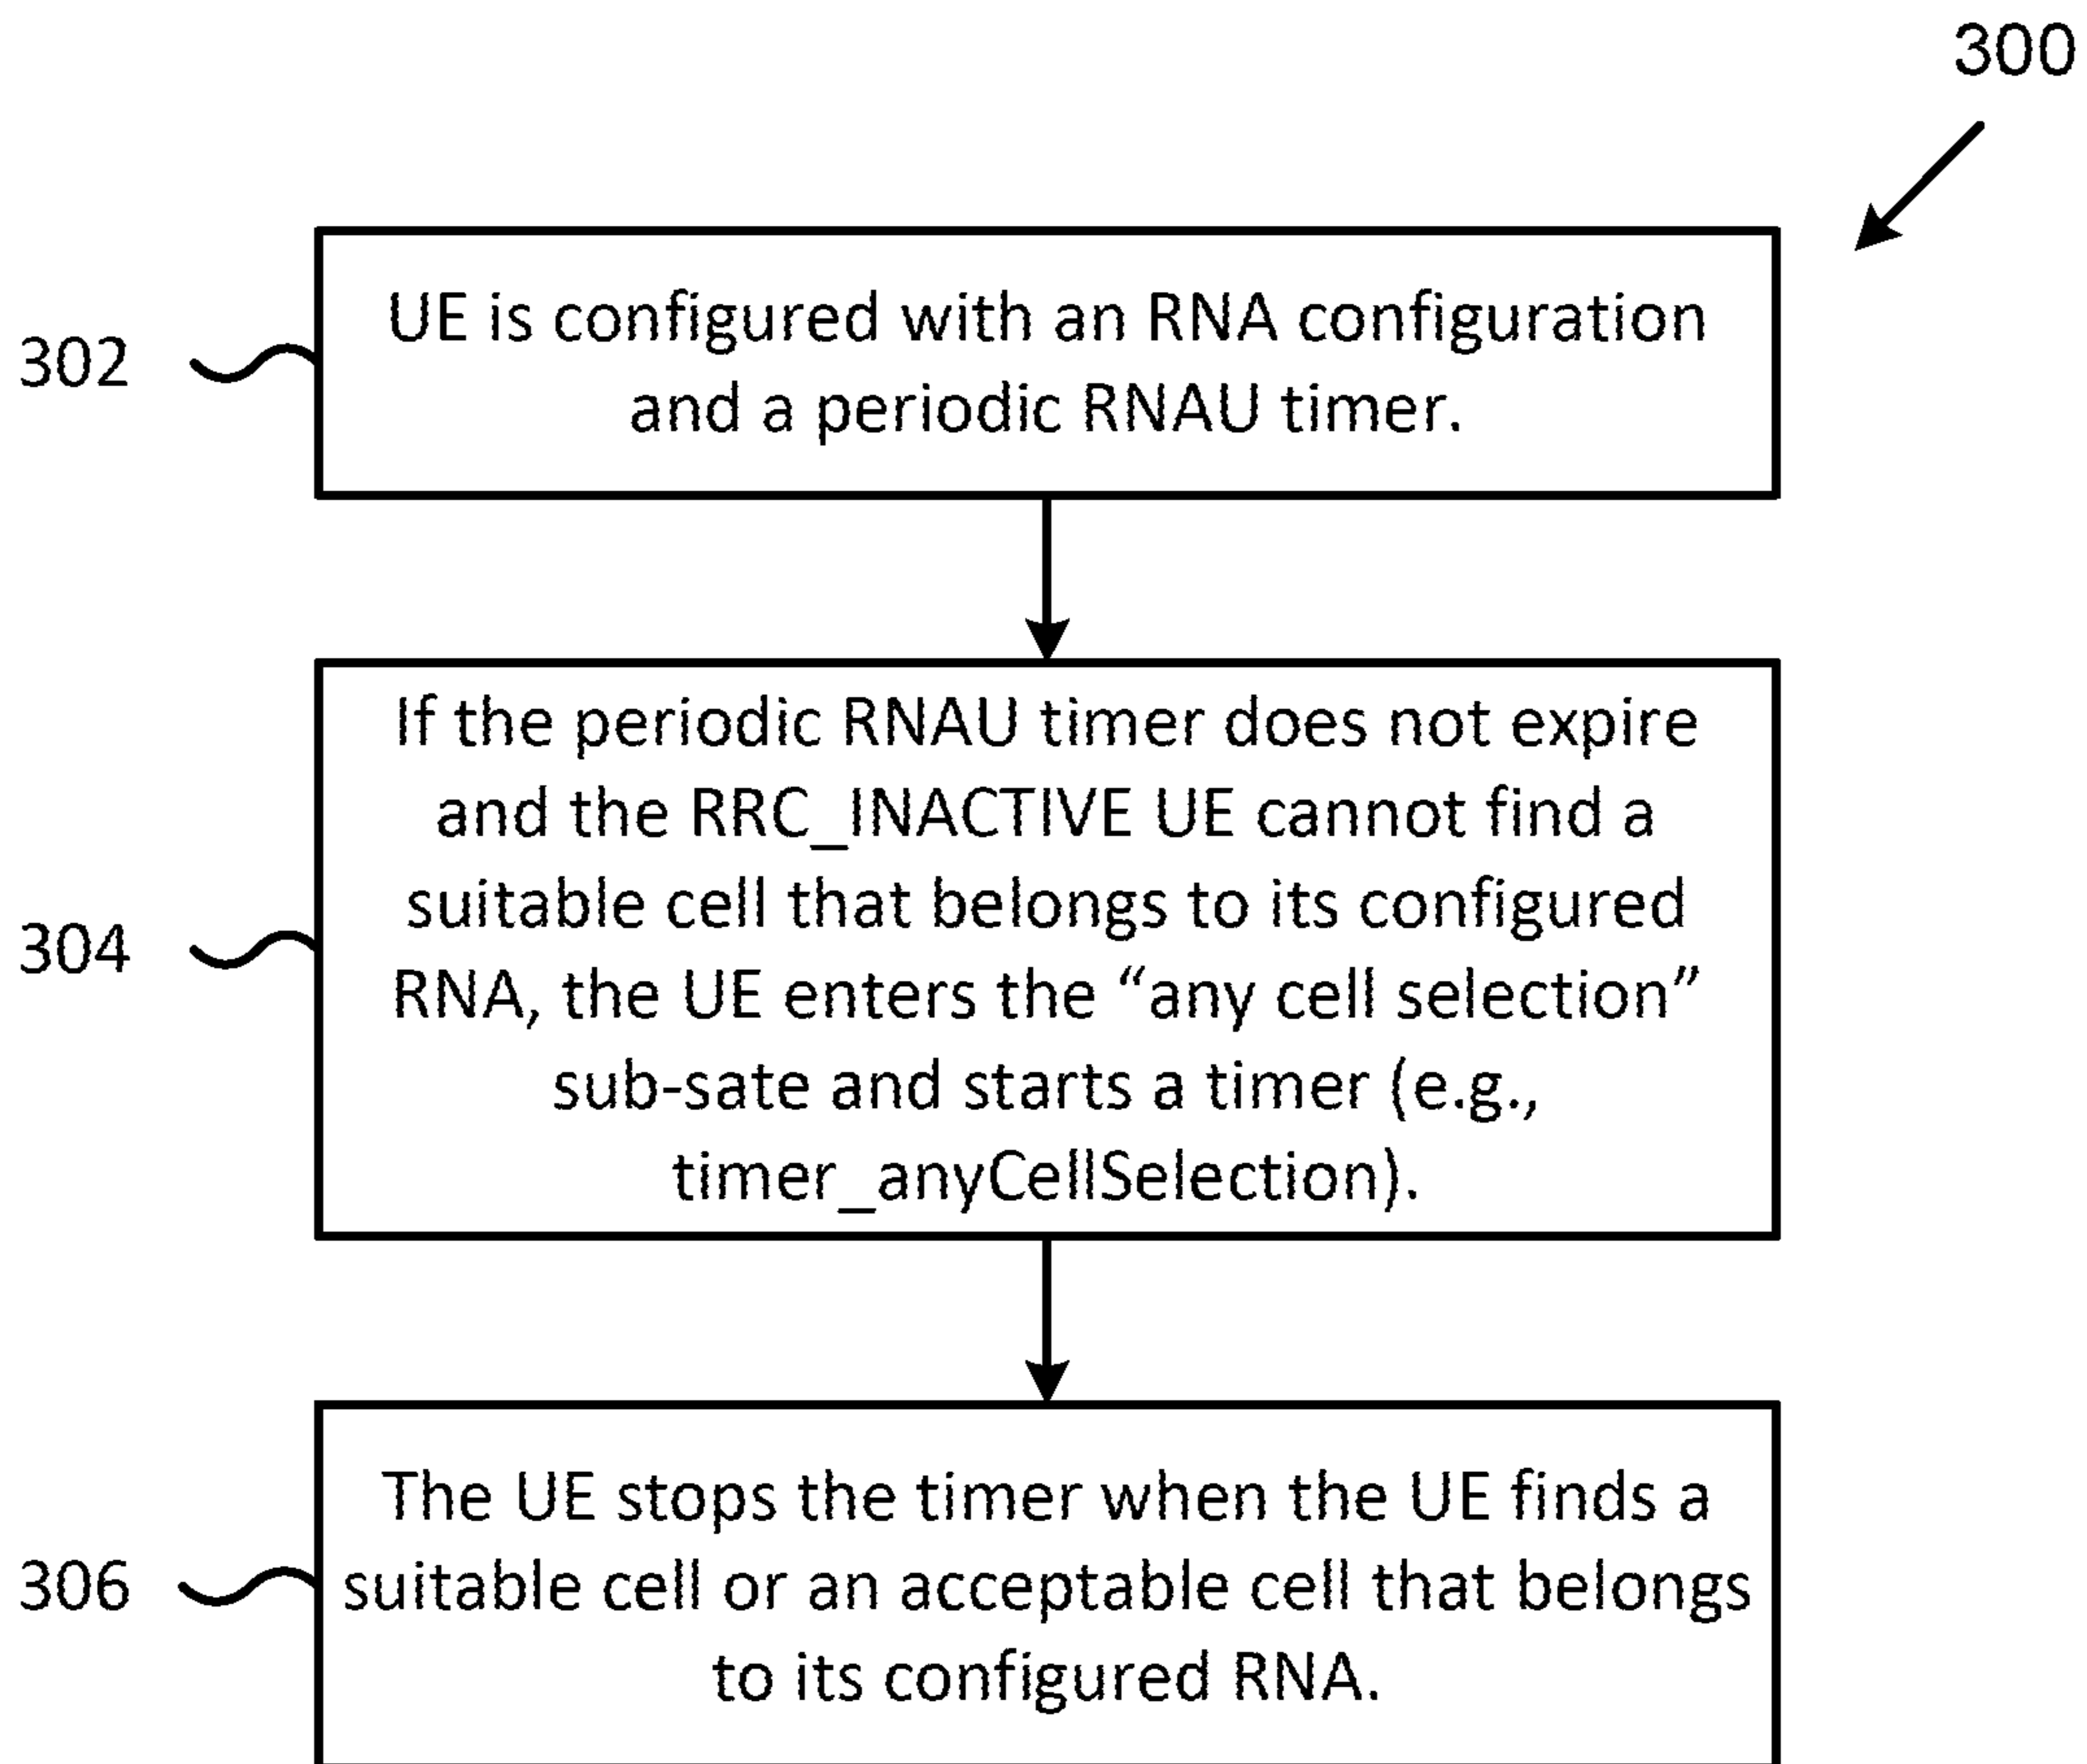 300
302
UE is configured with an RNA configuration
and a periodic RNAU timer.
304
If the periodic RNAU timer does not expire
and the RRC_INACTIVE UE cannot find a
suitable cell that belongs to its configured
RNA, the UE enters the “any cell selection”
sub-sate and starts a timer (e.g.,
timer_anyCellSelection).
306
The UE stops the timer when the UE finds a
suitable cell or an acceptable cell that belongs
to its configured RNA.